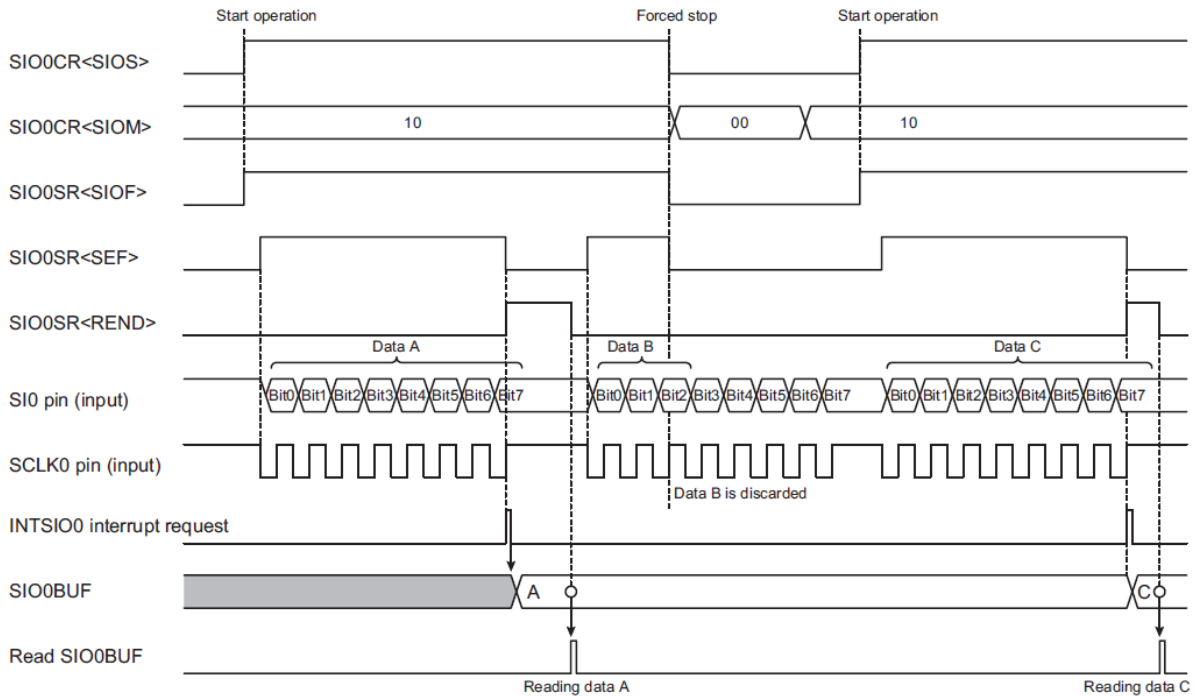 Start operation Forced stop Start operation
SIO0CR<SIOS>
SIO0CR<SIOM> 10 00 10
SIO0SR<SIOF>
SIO0SR<SEF>
SIO0SR<REND>
Data A Data B Data C
SI0 pin (input) Bit0 Bit1 Bit2 Bit3 Bit4 Bit5 Bit6 Bit7 Bit0 Bit1 Bit2 Bit3 Bit4 Bit5 Bit6 Bit7 Bit0 Bit1 Bit2 Bit3 Bit4 Bit5 Bit6 Bit7
SCLK0 pin (input)
Data B is discarded
INTSIO0 interrupt request
SIO0BUF A C
Read SIO0BUF
Reading data A Reading data C